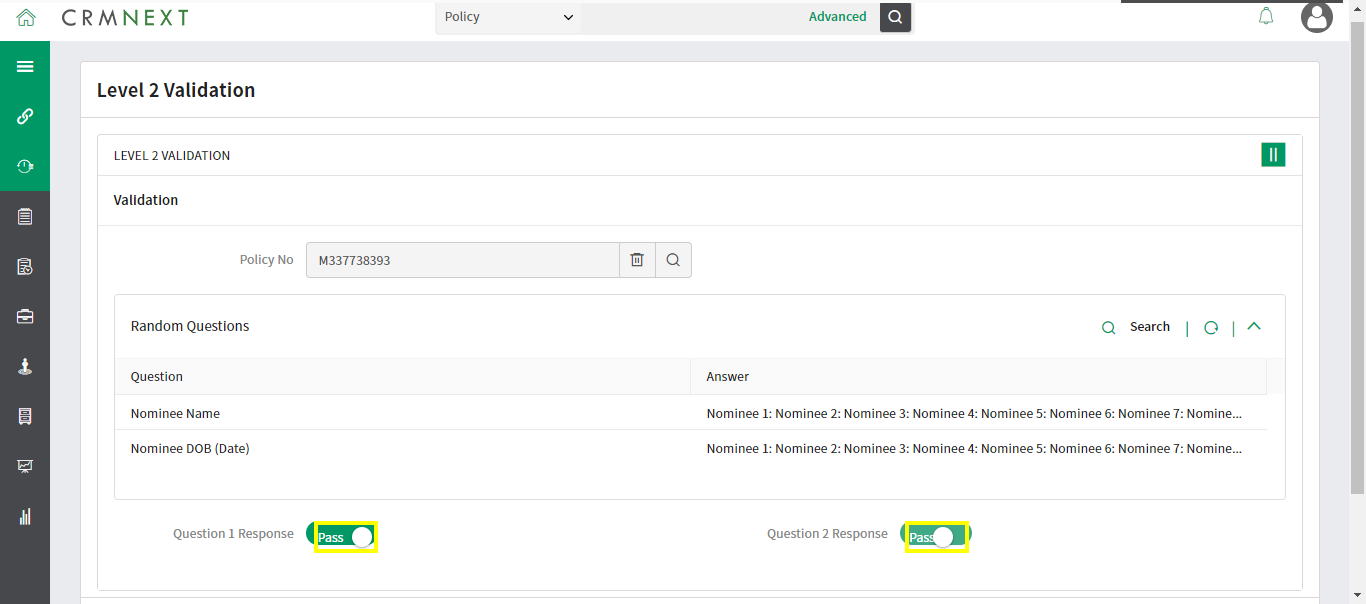 CRMNEXT Policy Advanced
Level 2 Validation
LEVEL 2 VALIDATION
Validation
Policy No M337738393
Random Questions Search | |
Question Answer
Nominee Name Nominee 1: Nominee 2: Nominee 3: Nominee 4: Nominee 5: Nominee 6: Nominee 7: Nomine...
Nominee DOB (Date) Nominee 1: Nominee 2: Nominee 3: Nominee 4: Nominee 5: Nominee 6: Nominee 7: Nomine...
Question 1 Response Pass Question 2 Response Pass